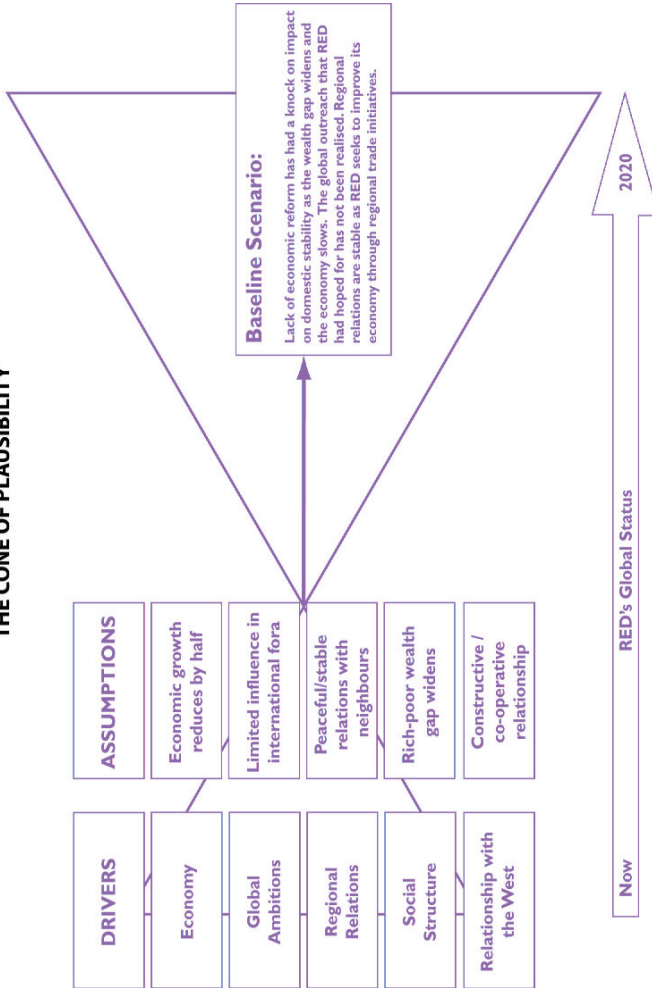 THE CONE OF PLAUSIBILITY
DRIVERS
ASSUMPTIONS
Economy
Economic growth
reduces by half
Global
Ambitions
Limited influence in
international fora
Regional
Relations
Peaceful/stable
relations with
neighbours
Social
Structure
Rich-poor wealth
gap widens
Relationship with
the West
Constructive /
co-operative
relationship
Baseline Scenario:
Lack of economic reform has had a knock on impact
on domestic stability as the wealth gap widens and
the economy slows. The global outreach that RED
had hoped for has not been realised. Regional
relations are stable as RED seeks to improve its
economy through regional trade initiatives.
Now
RED's Global Status
2020